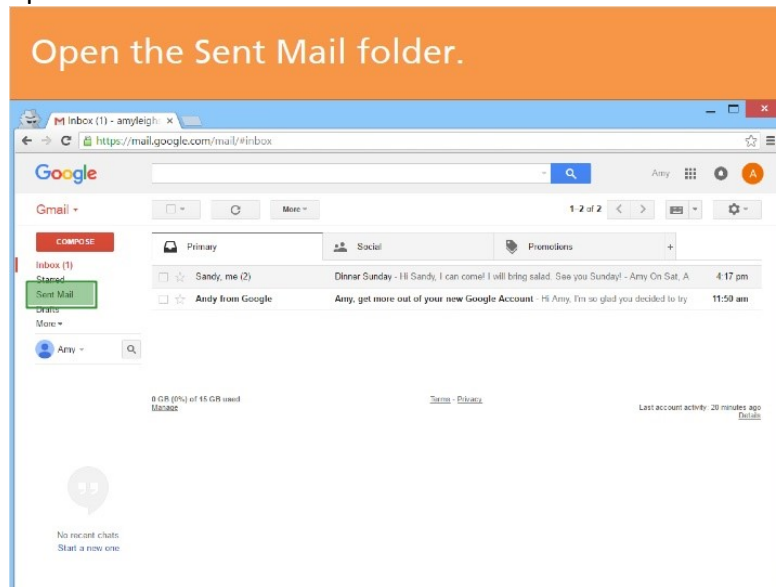 Open the Sent Mail folder.
M Inbox (1) - amyleigh ×
https://mail.google.com/mail/#inbox
Google
Amy
A
Gmail
More
1–2 of 2
COMPOSE
Primary
Social
Promotions
+
Inbox (1)
Starred
Sent Mail
Drafts
More
Sandy, me (2) Dinner Sunday - Hi Sandy, I can come! I will bring salad. See you Sunday! - Amy On Sat, A 4:17 pm
Andy from Google Amy, get more out of your new Google Account - Hi Amy, I'm so glad you decided to try 11:50 am
Amy
0 GB (0%) of 15 GB used
Manage
Terms - Privacy
Last account activity: 28 minutes ago
Details
No recent chats
Start a new one